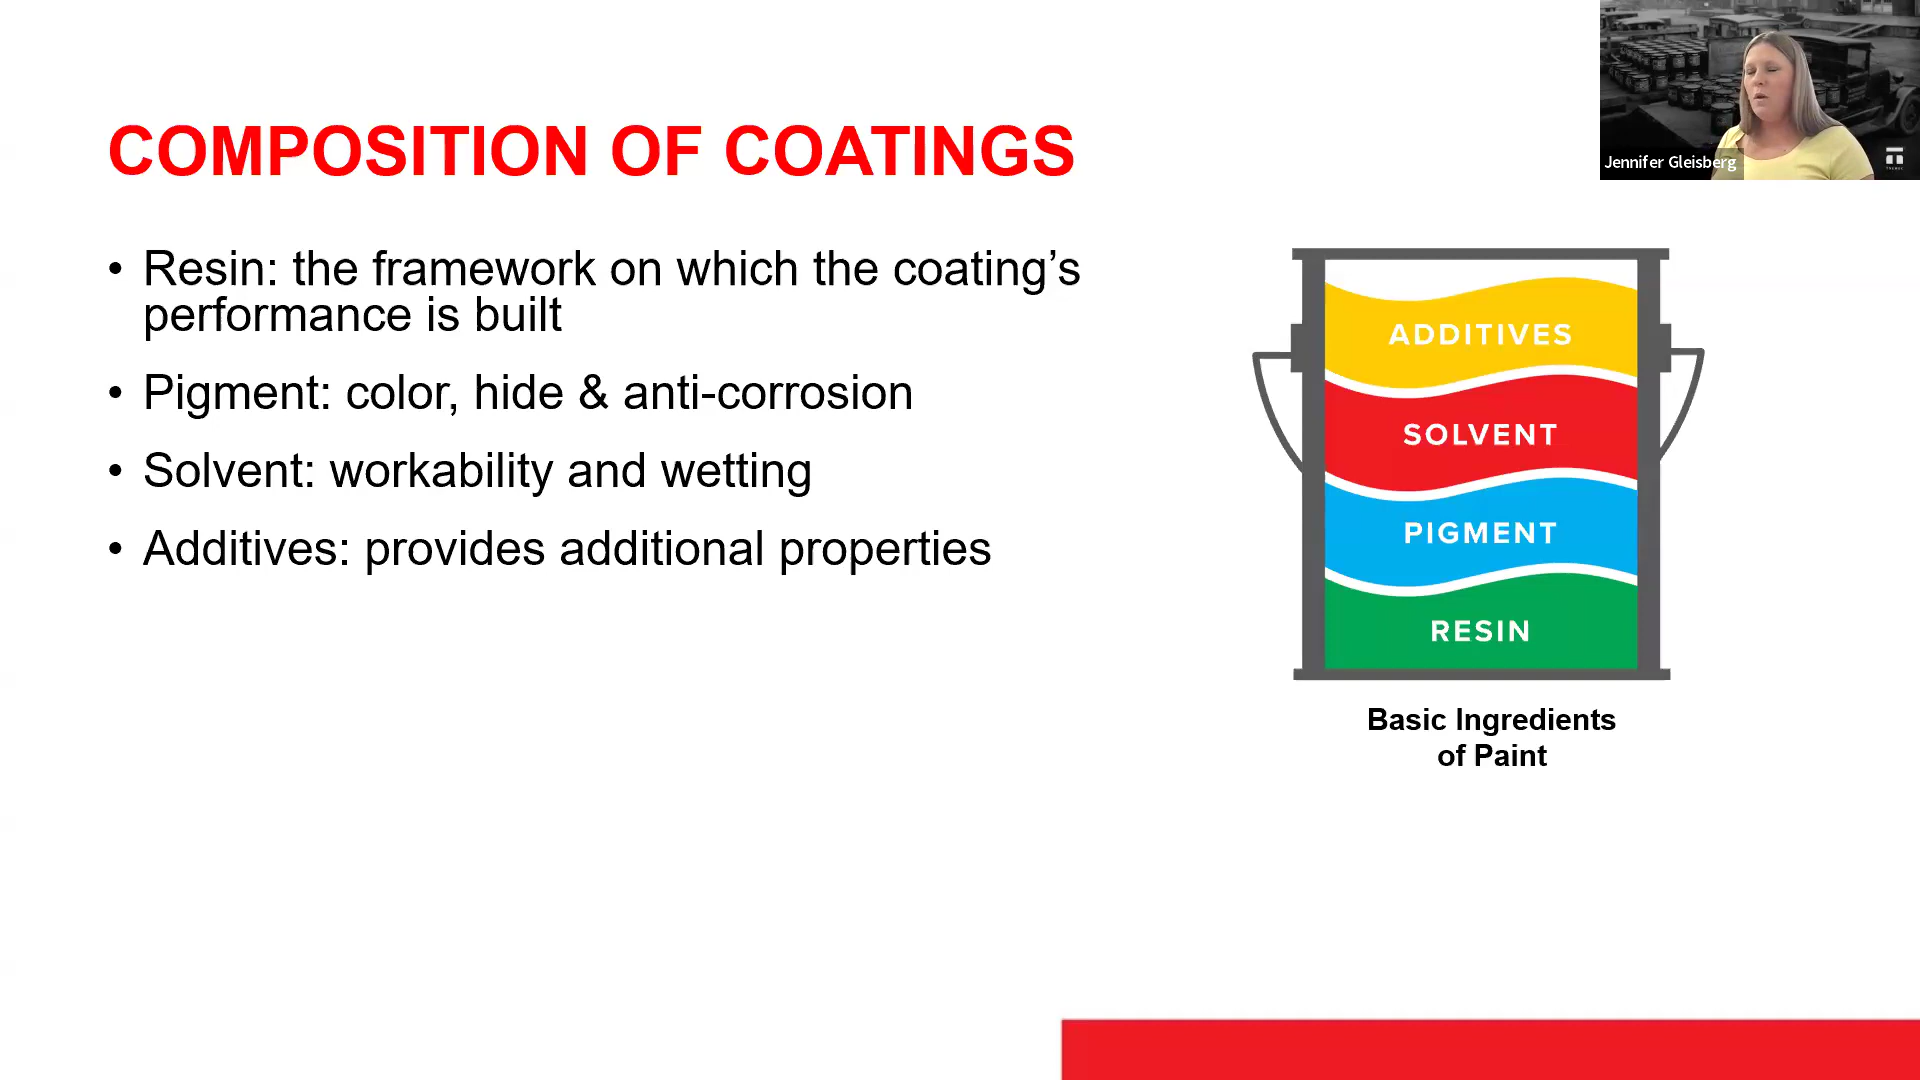 Jennifer Gleisberg
COMPOSITION OF COATINGS
• Resin: the framework on which the coating’s
performance is built
• Pigment: color, hide & anti-corrosion
• Solvent: workability and wetting
• Additives: provides additional properties
ADDITIVES
SOLVENT
PIGMENT
RESIN
Basic Ingredients
of Paint